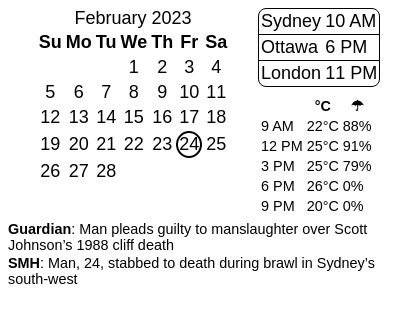 February 2023
Su Mo Tu We Th Fr Sa
1 2 3 4
5 6 7 8 9 10 11
12 13 14 15 16 17 18
19 20 21 22 23 24 25
26 27 28
Sydney 10 AM
Ottawa 6 PM
London 11 PM
°C ☂
9 AM 22°C 88%
12 PM 25°C 91%
3 PM 25°C 79%
6 PM 26°C 0%
9 PM 20°C 0%
Guardian: Man pleads guilty to manslaughter over Scott
Johnson’s 1988 cliff death
SMH: Man, 24, stabbed to death during brawl in Sydney’s
south-west